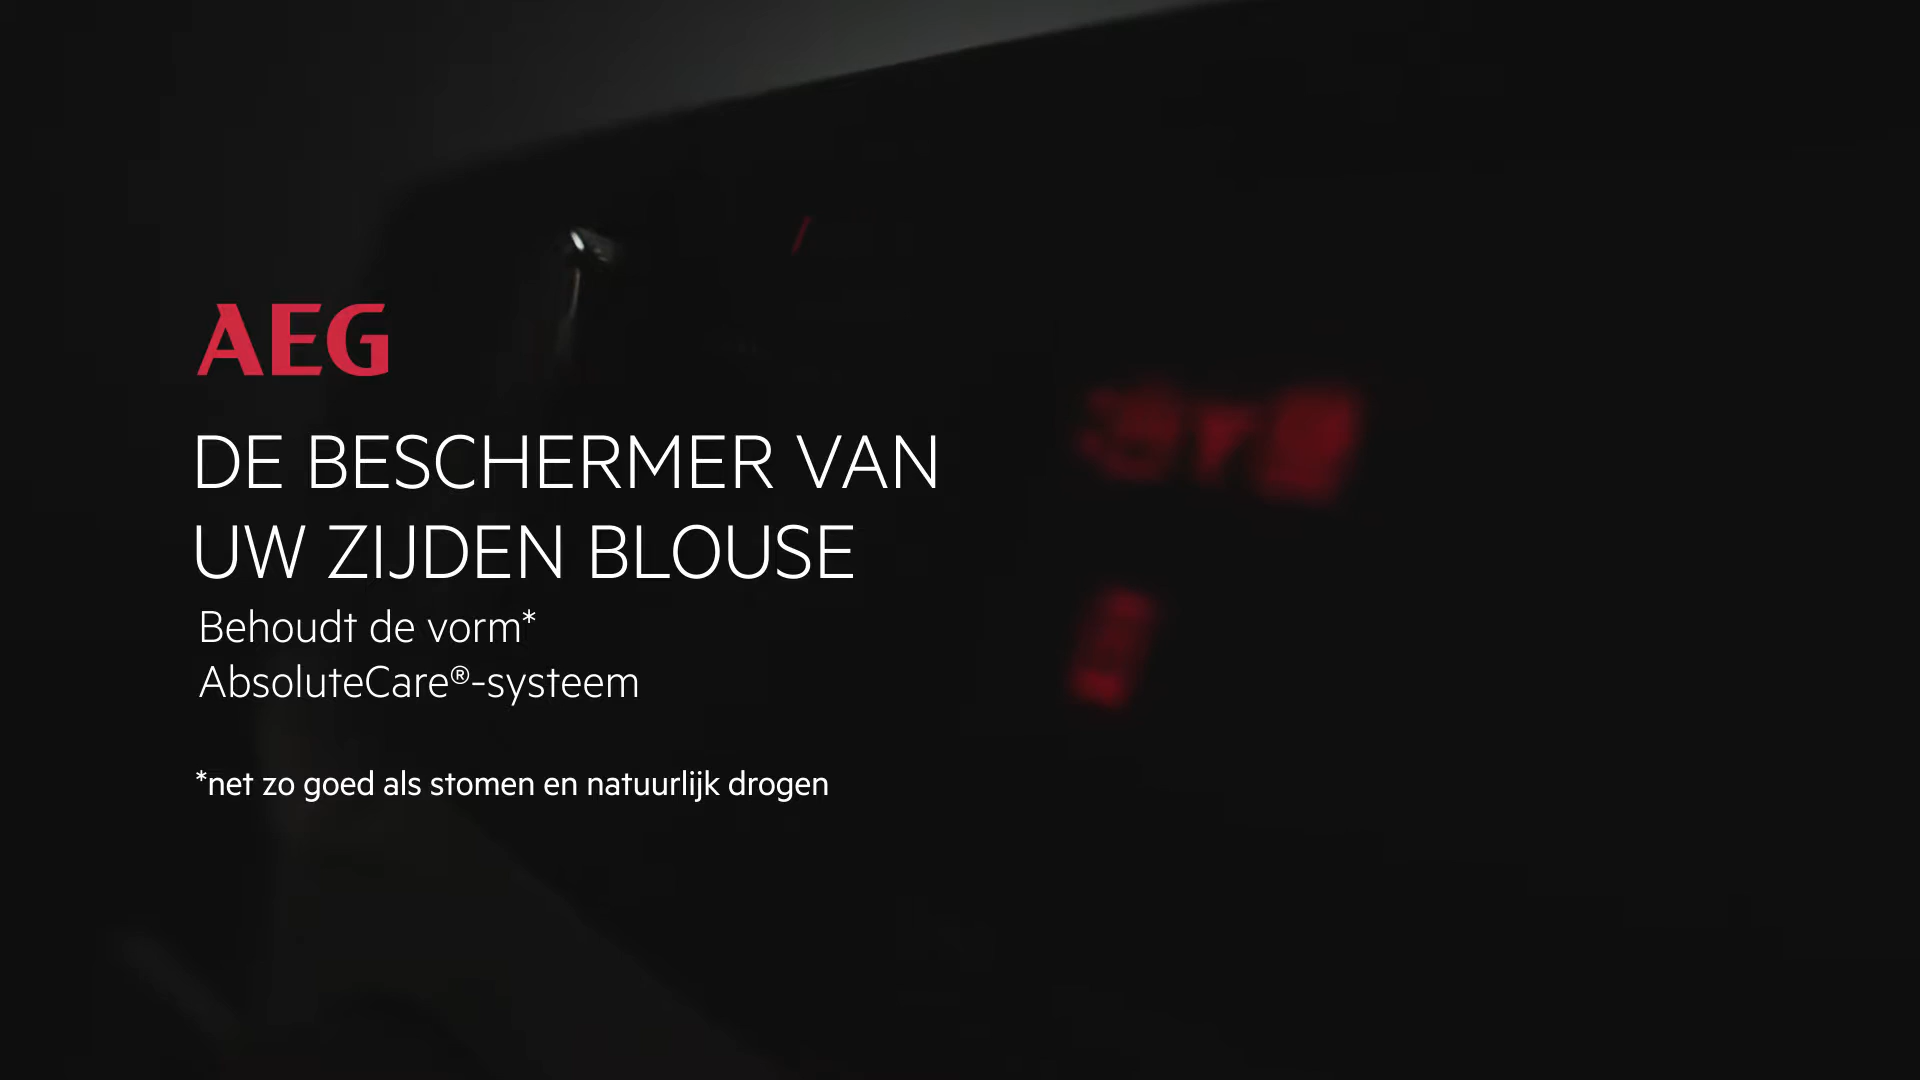 AEG
DE BESCHERMER VAN
UW ZIJDEN BLOUSE
Behoudt de vorm*
AbsoluteCare®-systeem
*net zo goed als stomen en natuurlijk drogen